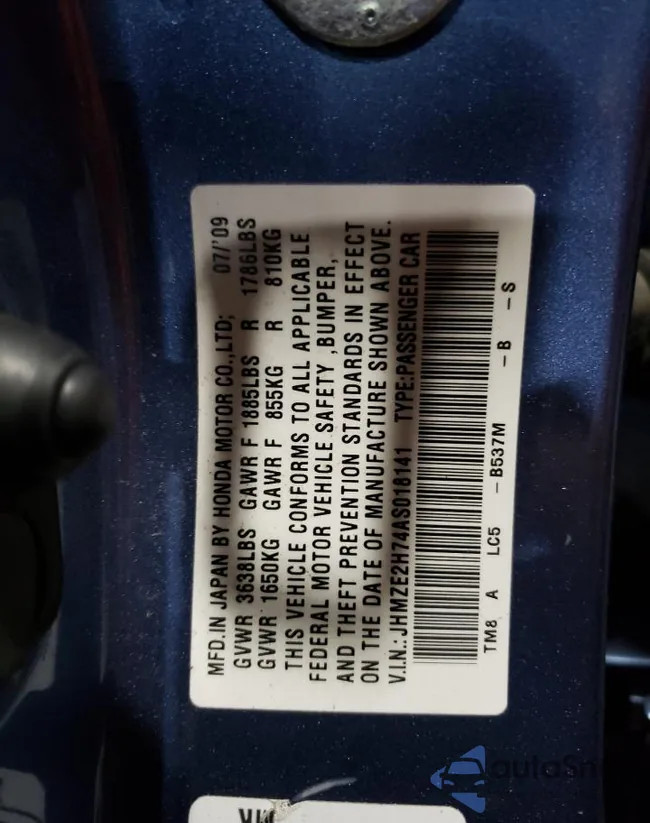 MFD.IN JAPAN BY HONDA MOTOR CO.,LTD; 07/'09
GVWR 3638LBS GAWR F 1885LBS R 1786LBS
GVWR 1650KG GAWR F 855KG R 810KG
THIS VEHICLE CONFORMS TO ALL APPLICABLE
FEDERAL MOTOR VEHICLE SAFETY ,BUMPER,
AND THEFT PREVENTION STANDARDS IN EFFECT
ON THE DATE OF MANUFACTURE SHOWN ABOVE.
V.I.N.:JHMZE2H74AS018141 TYPE:PASSENGER CAR
TM8 A LC5 -B537M -B -S